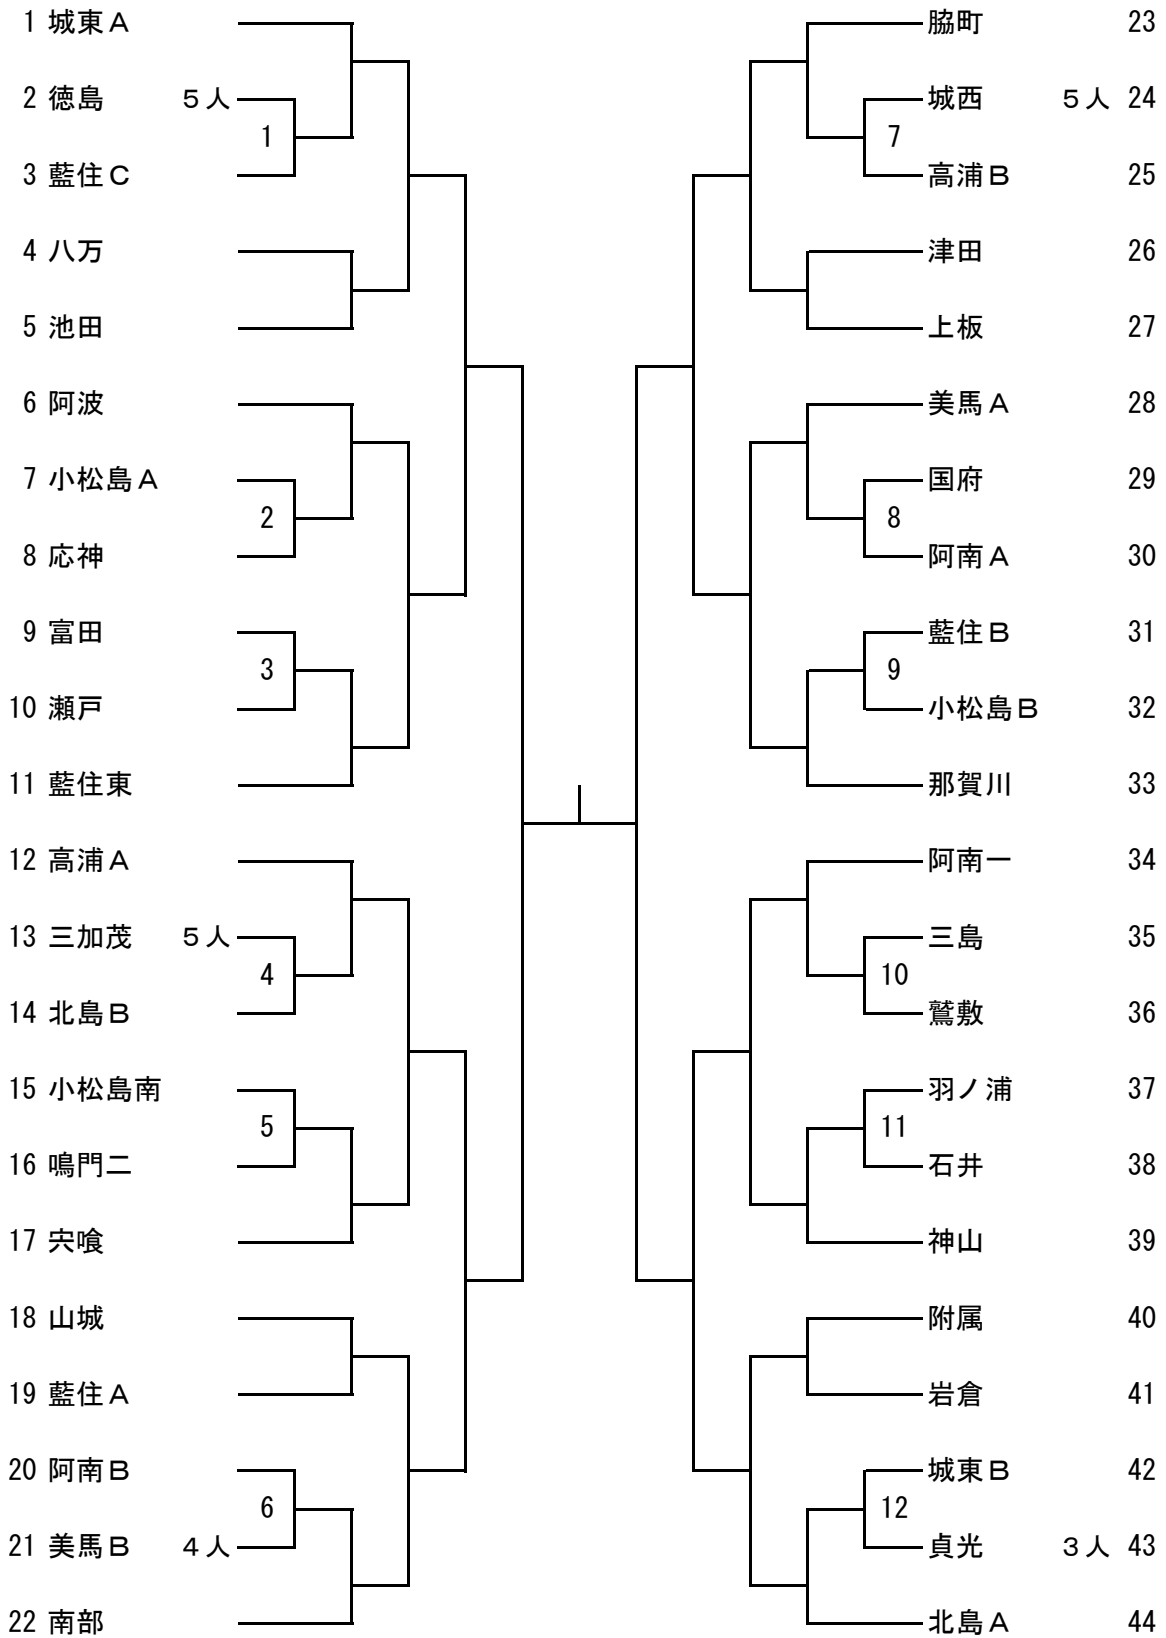 1 城東Ａ
2 徳島 ５人
1
3 藍住Ｃ
4 八万
5 池田
6 阿波
7 小松島Ａ
2
8 応神
9 富田
3
10 瀬戸
11 藍住東
12 高浦Ａ
13 三加茂 ５人
4
14 北島Ｂ
15 小松島南
5
16 鳴門二
17 宍喰
18 山城
19 藍住Ａ
20 阿南Ｂ
6
21 美馬Ｂ ４人
22 南部
脇町 23
城西 ５人 24
7
高浦Ｂ 25
津田 26
上板 27
美馬Ａ 28
国府 29
8
阿南Ａ 30
藍住Ｂ 31
9
小松島Ｂ 32
那賀川 33
阿南一 34
三島 35
10
鷲敷 36
羽ノ浦 37
11
石井 38
神山 39
附属 40
岩倉 41
城東Ｂ 42
12
貞光 ３人 43
北島Ａ 44